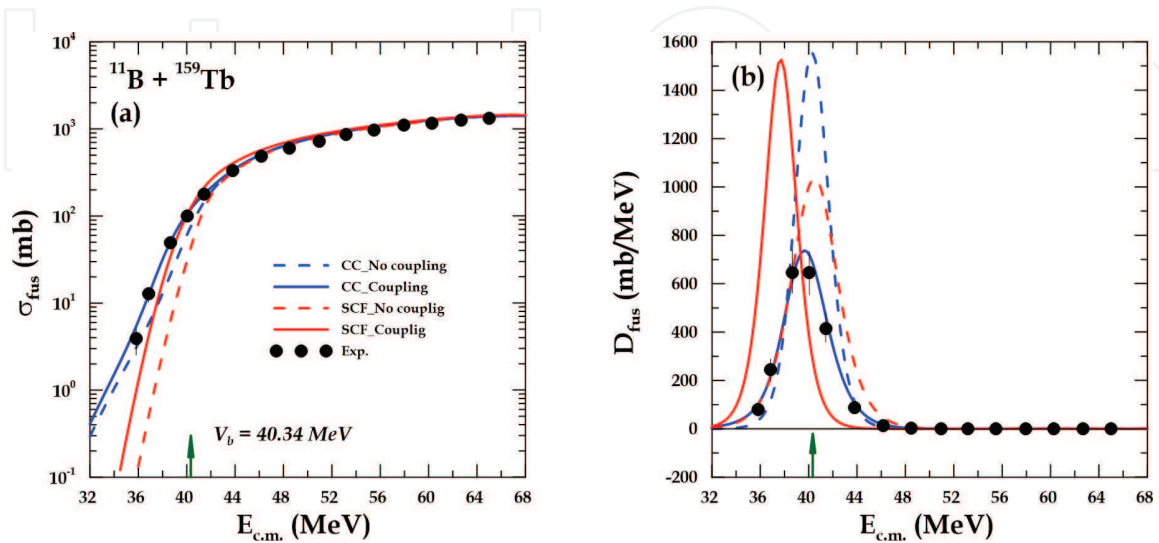 ¹¹B + ¹⁵⁹Tb
(a)
10⁴
10³
10²
10¹
10⁰
10⁻¹
σfus (mb)
CC_No coupling
CC_Coupling
SCF_No couplig
SCF_Couplig
Exp.
Vb = 40.34 MeV
32 36 40 44 48 52 56 60 64 68
Ec.m. (MeV)
(b)
1600
1400
1200
1000
800
600
400
200
0
-200
Dfus (mb/MeV)
32 36 40 44 48 52 56 60 64 68
Ec.m. (MeV)